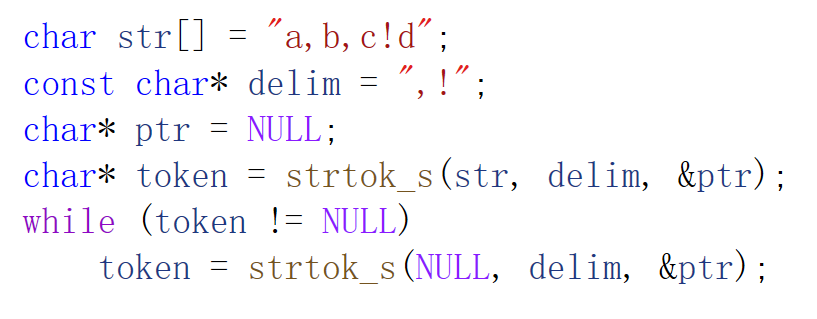 char str[] = "a,b,c!d";
const char* delim = ",!";
char* ptr = NULL;
char* token = strtok_s(str, delim, &ptr);
while (token != NULL)
    token = strtok_s(NULL, delim, &ptr);